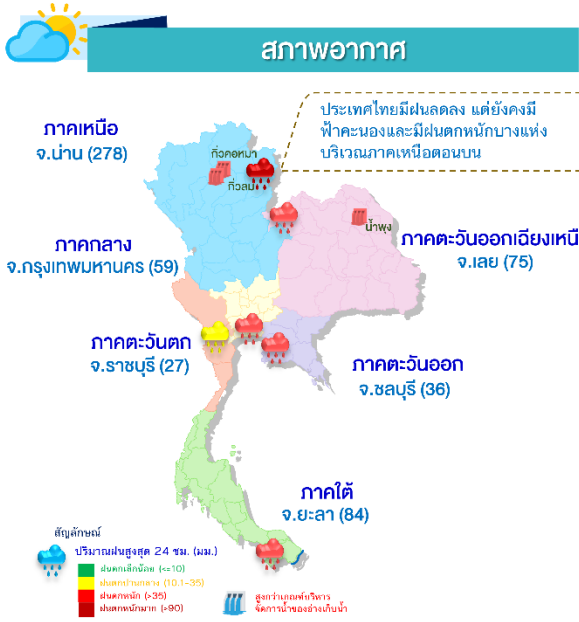 สภาพอากาศ
ประเทศไทยมีฝนลดลง แต่ยังคงมี
ฟ้าคะนองและมีฝนตกหนักบางแห่ง
บริเวณภาคเหนือตอนบน
ภาคเหนือ
จ.น่าน (278)
กิ่วคอหมา
กิ่วลม
น้ำพุง
ภาคกลาง
จ.กรุงเทพมหานคร (59)
ภาคตะวันออกเฉียงเหนื
จ.เลย (75)
ภาคตะวันตก
จ.ราชบุรี (27)
ภาคตะวันออก
จ.ชลบุรี (36)
ภาคใต้
จ.ยะลา (84)
สัญลักษณ์
ปริมาณฝนสูงสุด 24 ชม. (มม.)
ฝนตกเล็กน้อย (<=10)
ฝนตกปานกลาง (10.1-35)
ฝนตกหนัก (>35)
ฝนตกหนักมาก (>90)
สูงกว่าเกณฑ์บริหาร
จัดการน้ำของอ่างเก็บน้ำ